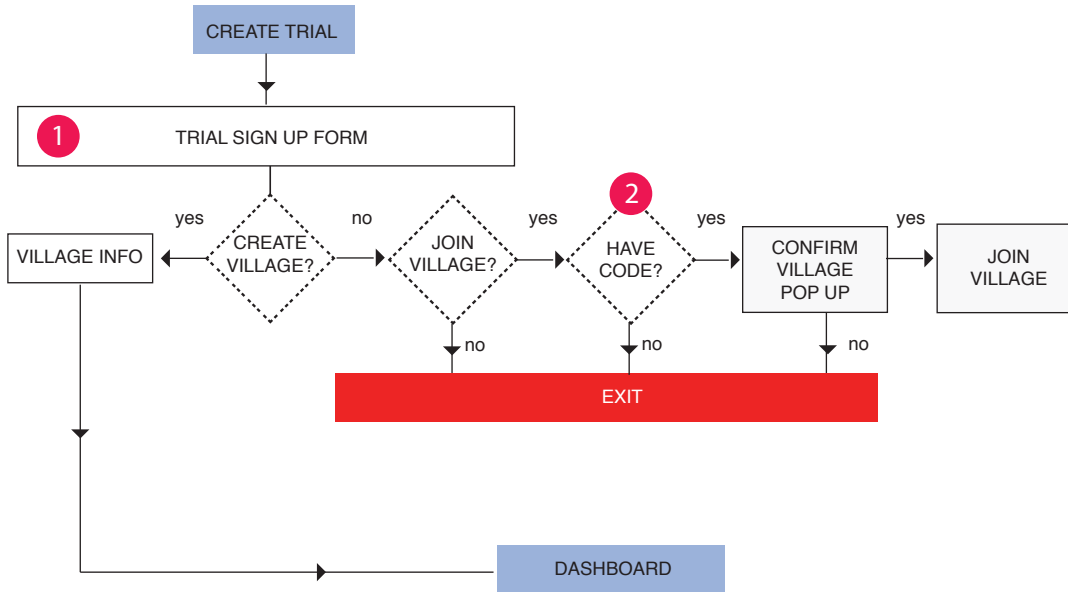 CREATE TRIAL
1
TRIAL SIGN UP FORM
2
yes
no
yes
yes
yes
VILLAGE INFO
CREATE
VILLAGE?
JOIN
VILLAGE?
HAVE
CODE?
CONFIRM
VILLAGE
POP UP
JOIN
VILLAGE
no
no
no
EXIT
DASHBOARD